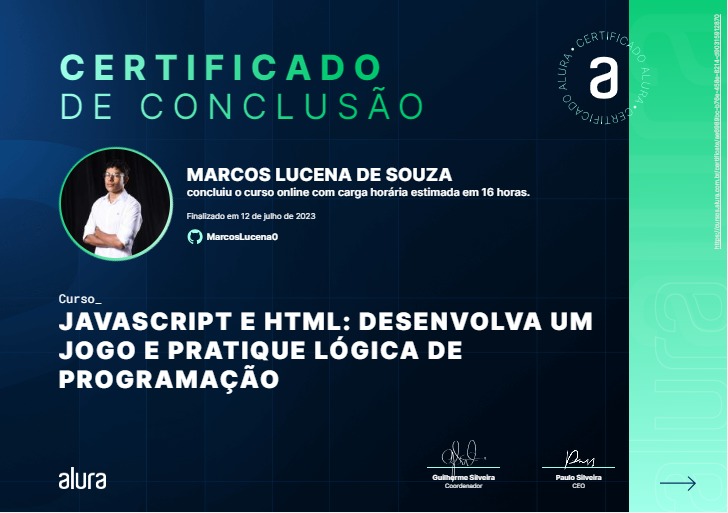 CERTIFICADO
DE CONCLUSÃO
CERTIFICADO ALURA • CERTIFICADO ALURA •
a
MARCOS LUCENA DE SOUZA
concluiu o curso online com carga horária estimada em 16 horas.
Finalizado em 12 de julho de 2023
MarcosLucena0
Curso_
JAVASCRIPT E HTML: DESENVOLVA UM
JOGO E PRATIQUE LÓGICA DE
PROGRAMAÇÃO
alura
Guilherme Silveira
Coordenador
Paulo Silveira
CEO
alura